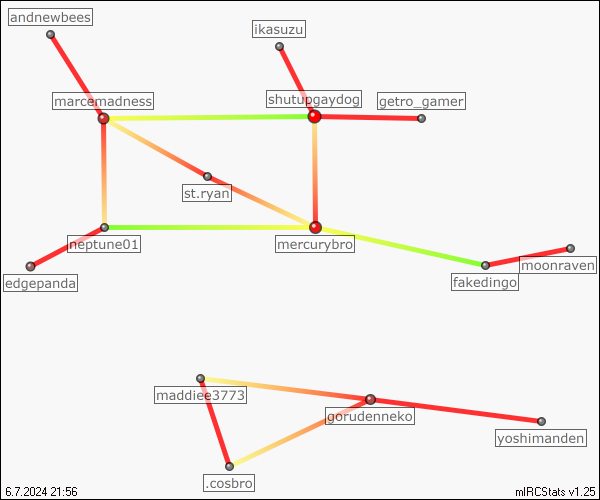 andnewbees
ikasuzu
marcemadness
shutupgaydog
getro_gamer
st.ryan
neptune01
mercurybro
edgepanda
moonraven
fakedingo
maddiee3773
gorudenneko
yoshimanden
.cosbro
6.7.2024 21:56
mIRCStats v1.25